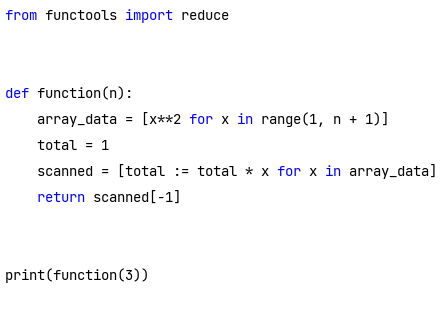 from functools import reduce
def function(n):
    array_data = [x**2 for x in range(1, n + 1)]
    total = 1
    scanned = [total := total * x for x in array_data]
    return scanned[-1]
print(function(3))